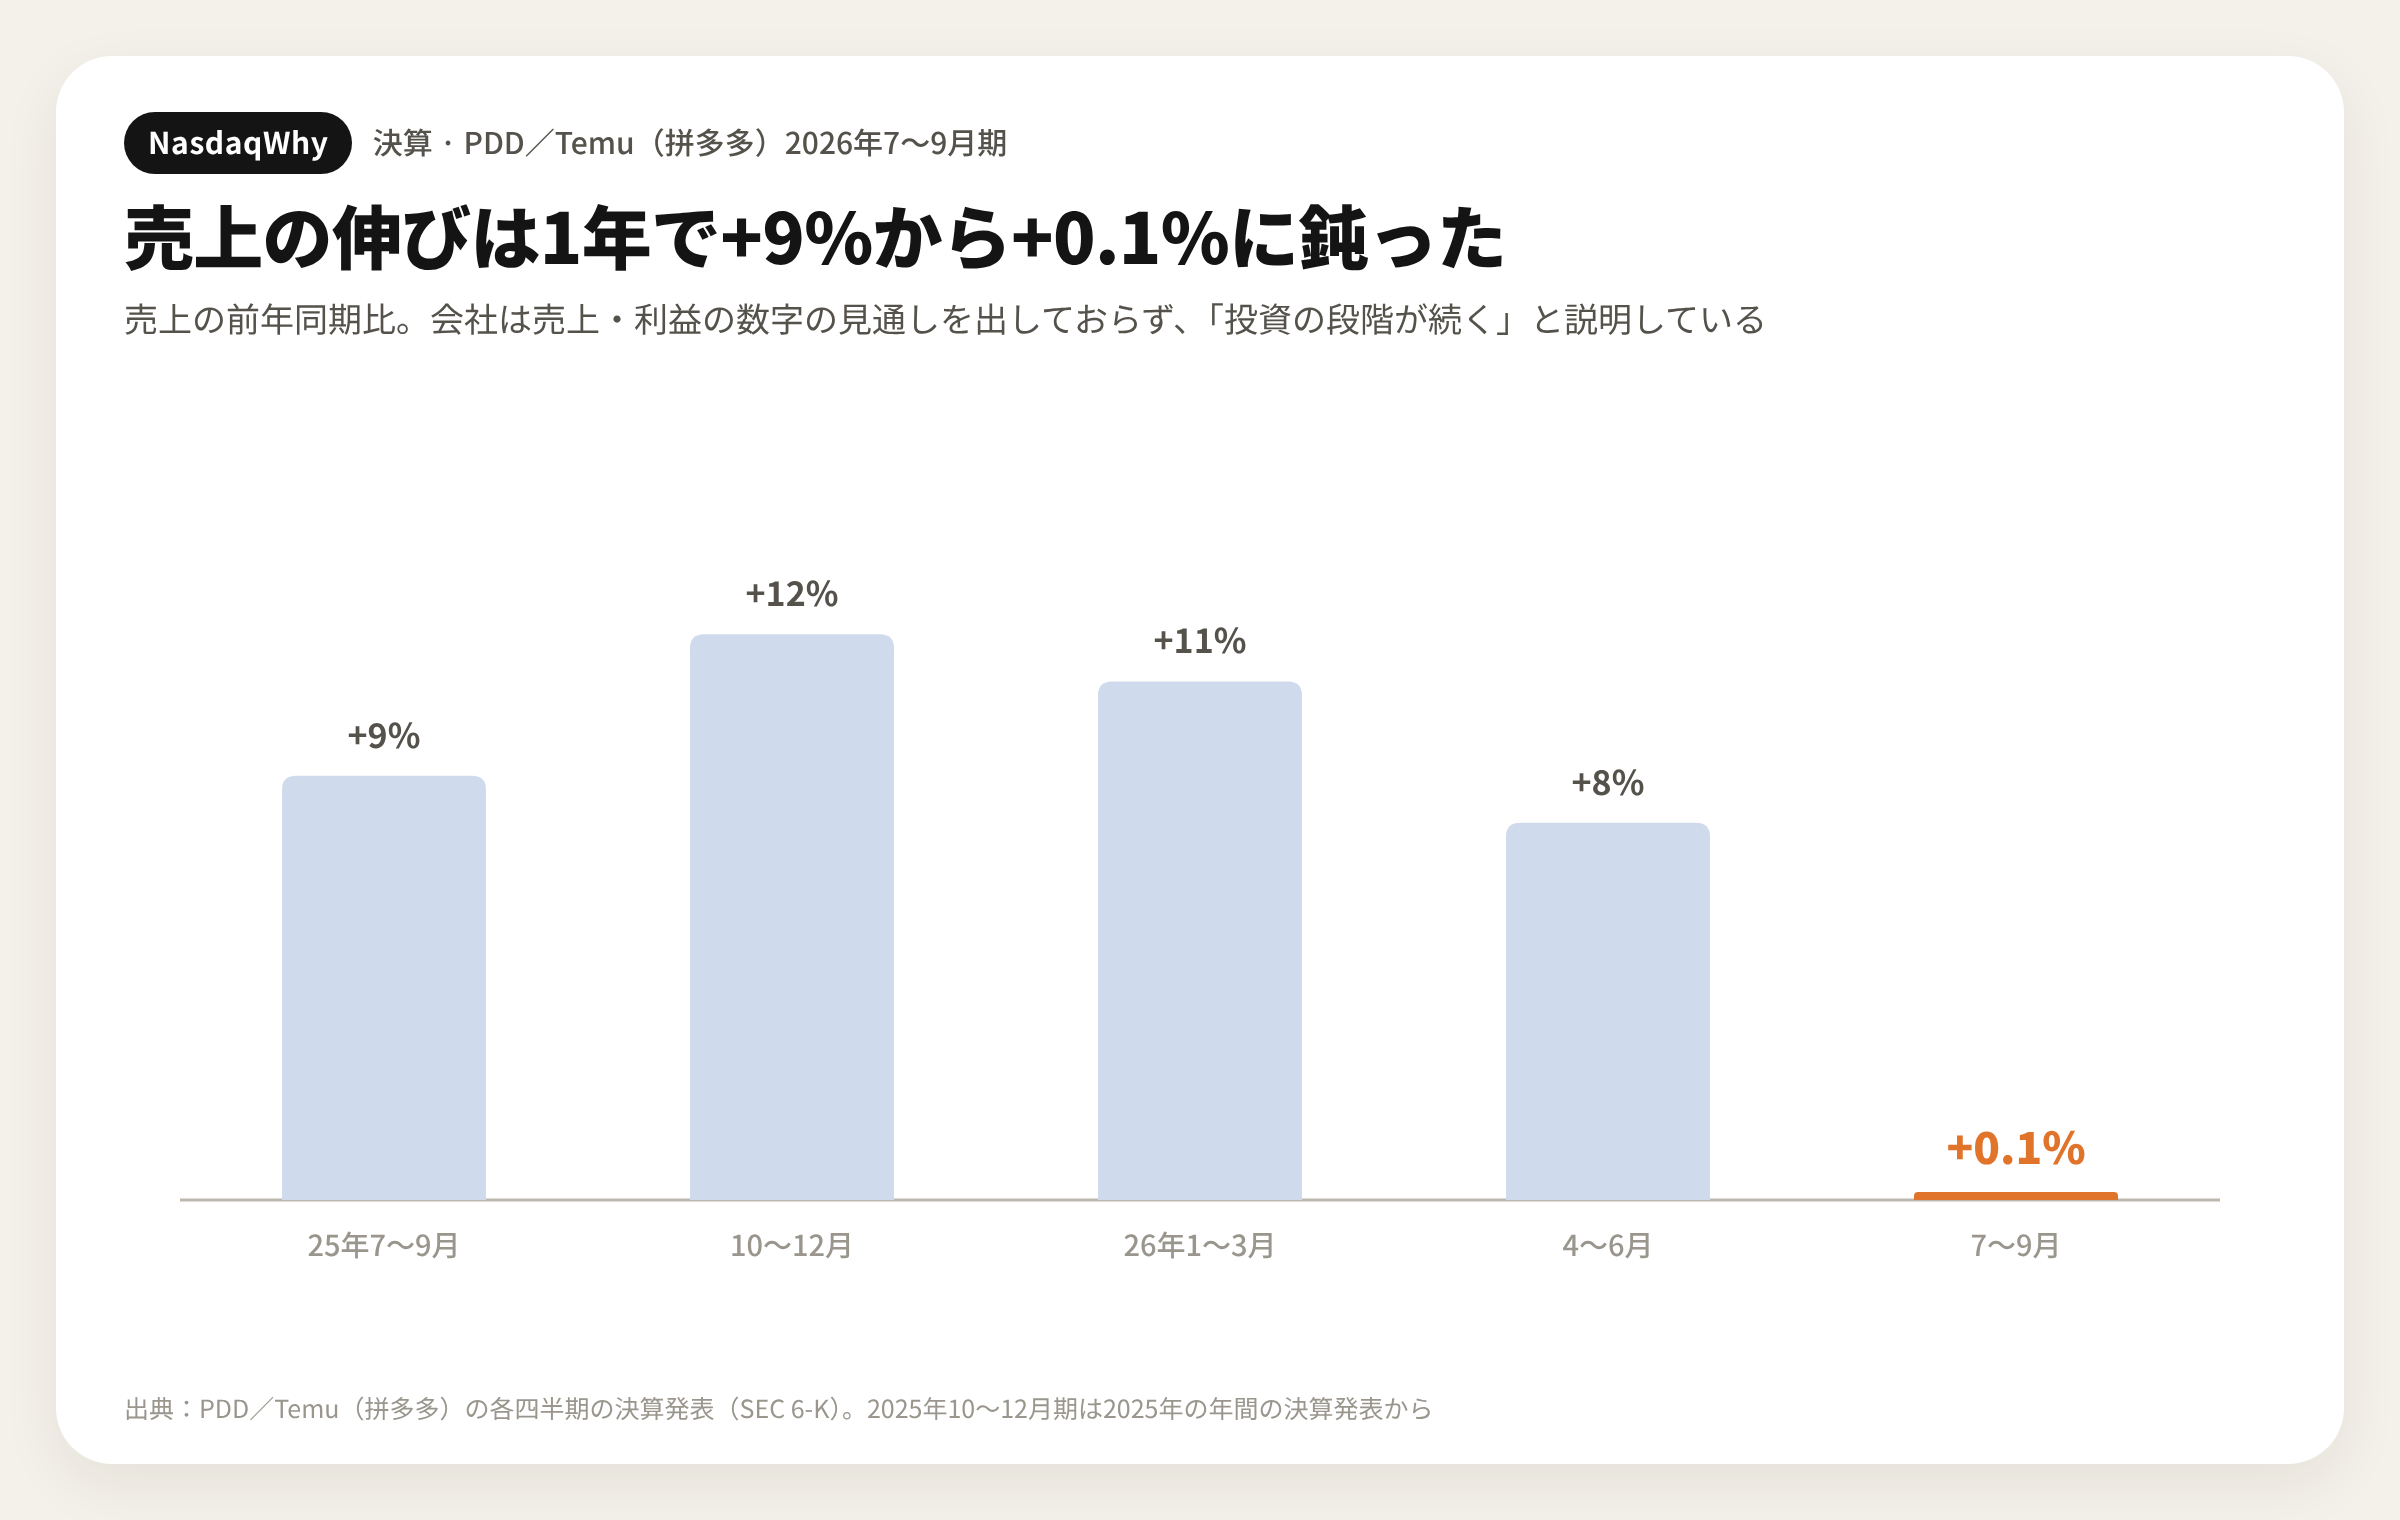 NasdaqWhy 決算 · PDD／Temu（拼多多）2026年7〜9月期
売上の伸びは1年で+9%から+0.1%に鈍った
売上の前年同期比。会社は売上・利益の数字の見通しを出しておらず、「投資の段階が続く」と説明している
+9%
+12%
+11%
+8%
+0.1%
25年7〜9月
10〜12月
26年1〜3月
4〜6月
7〜9月
出典：PDD／Temu（拼多多）の各四半期の決算発表（SEC 6-K）。2025年10〜12月期は2025年の年間の決算発表から